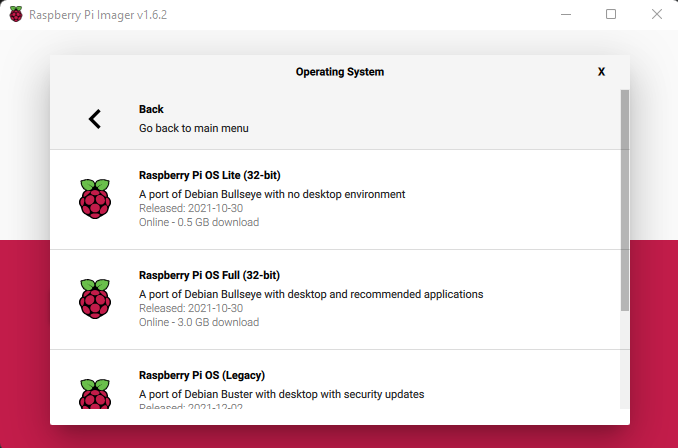 Raspberry Pi Imager v1.6.2
Operating System
X
Back
Go back to main menu
Raspberry Pi OS Lite (32-bit)
A port of Debian Bullseye with no desktop environment
Released: 2021-10-30
Online - 0.5 GB download
Raspberry Pi OS Full (32-bit)
A port of Debian Bullseye with desktop and recommended applications
Released: 2021-10-30
Online - 3.0 GB download
Raspberry Pi OS (Legacy)
A port of Debian Buster with desktop with security updates
Released: 2021-12-02